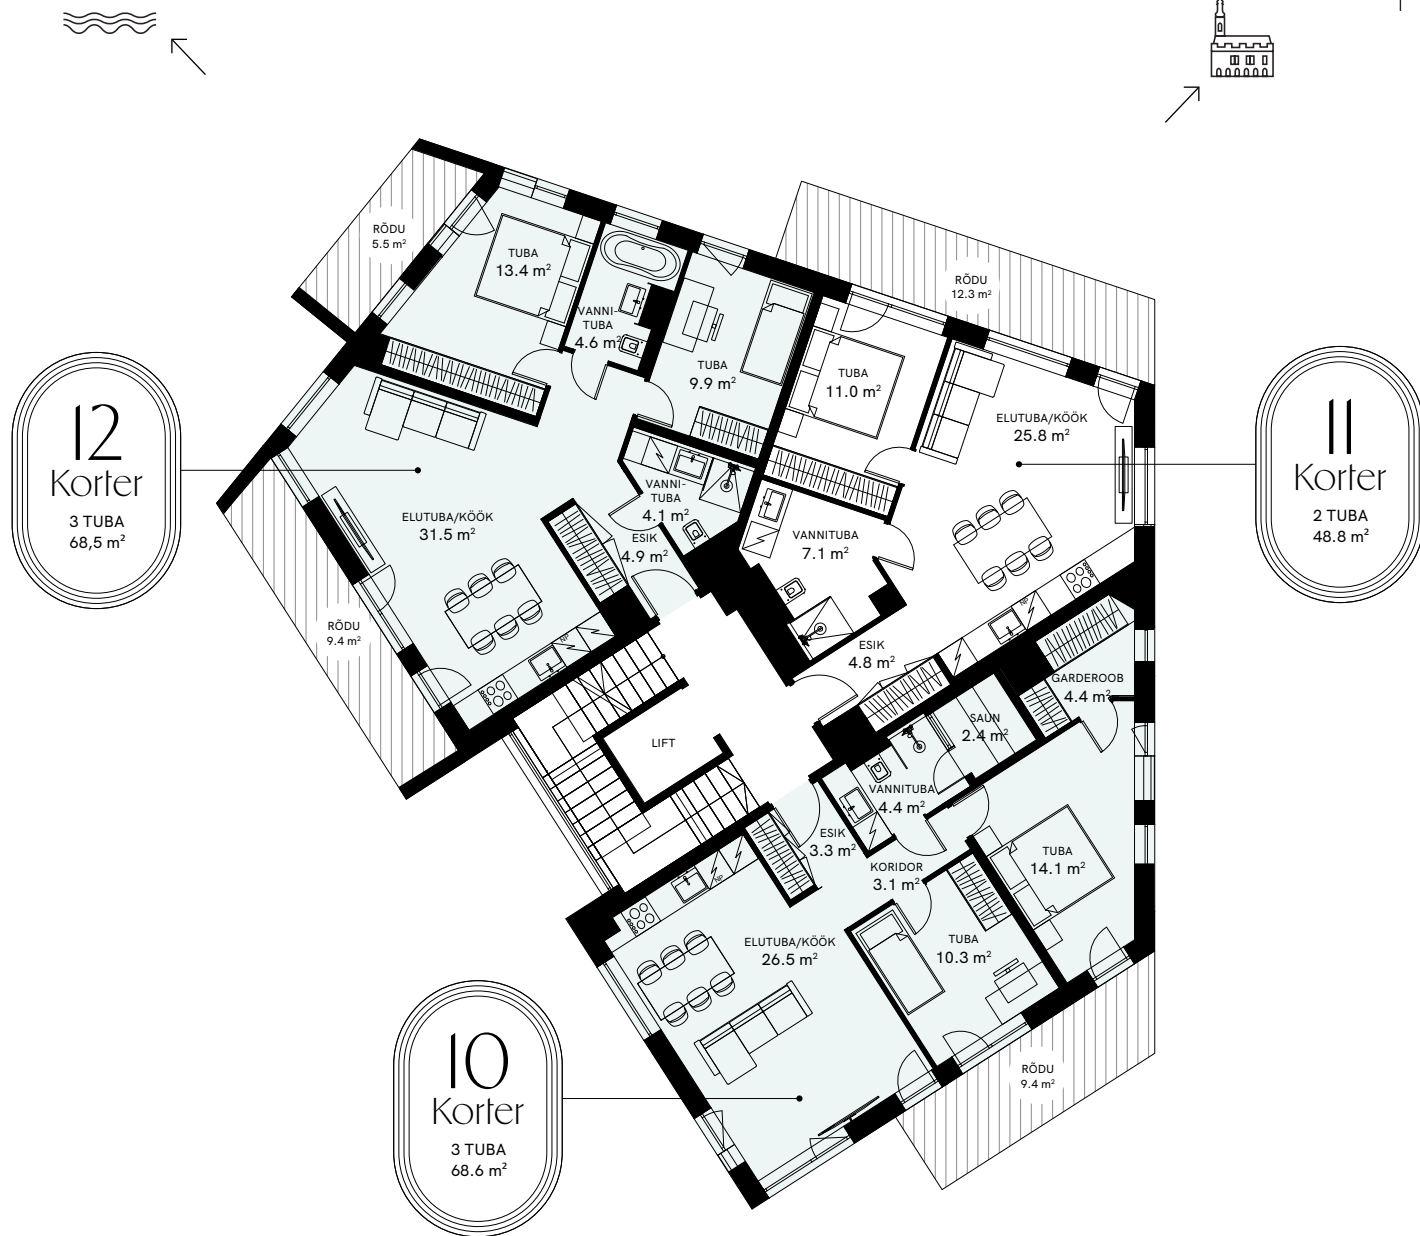 RÕDU
5.5 m²
TUBA
13.4 m²
VANNI-
TUBA
4.6 m²
TUBA
9.9 m²
RÕDU
12.3 m²
TUBA
11.0 m²
ELUTUBA/KÖÖK
25.8 m²
12
Korter
3 TUBA
68,5 m²
11
Korter
2 TUBA
48.8 m²
ELUTUBA/KÖÖK
31.5 m²
VANNI-
TUBA
4.1 m²
ESIK
4.9 m²
VANNITUBA
7.1 m²
RÕDU
9.4 m²
NP
NP
ESIK
4.8 m²
GARDEROOB
4.4 m²
SAUN
2.4 m²
LIFT
VANNITUBA
4.4 m²
ESIK
3.3 m²
KORIDOR
3.1 m²
TUBA
14.1 m²
NP
ELUTUBA/KÖÖK
26.5 m²
TUBA
10.3 m²
RÕDU
9.4 m²
10
Korter
3 TUBA
68.6 m²